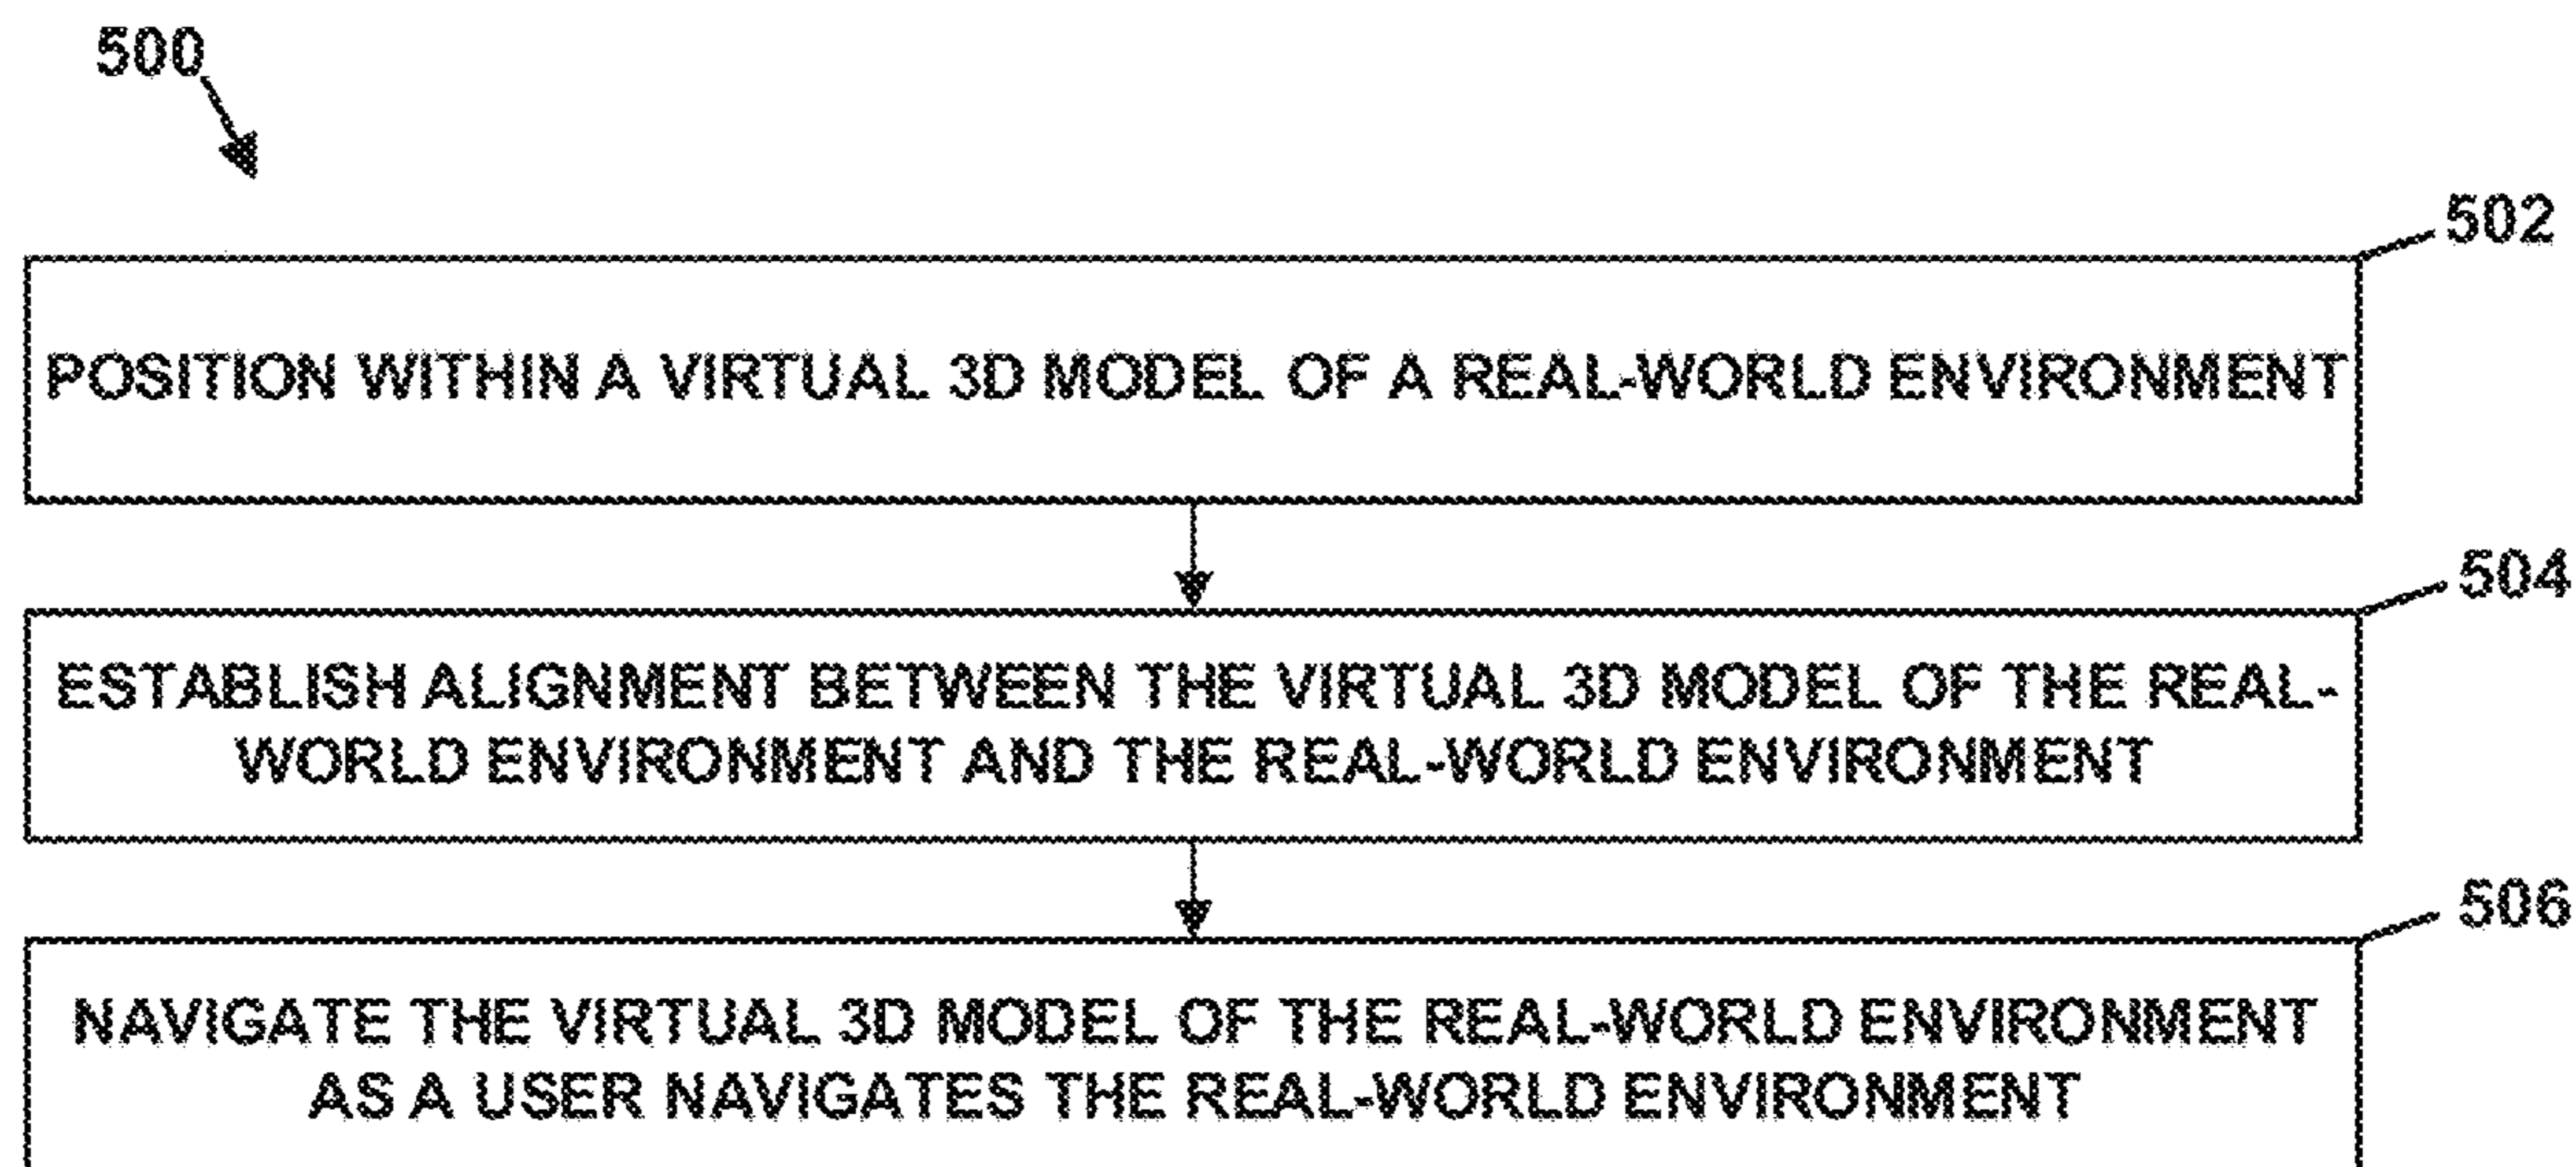 500
502
POSITION WITHIN A VIRTUAL 3D MODEL OF A REAL-WORLD ENVIRONMENT
504
ESTABLISH ALIGNMENT BETWEEN THE VIRTUAL 3D MODEL OF THE REAL-
WORLD ENVIRONMENT AND THE REAL-WORLD ENVIRONMENT
506
NAVIGATE THE VIRTUAL 3D MODEL OF THE REAL-WORLD ENVIRONMENT
AS A USER NAVIGATES THE REAL-WORLD ENVIRONMENT